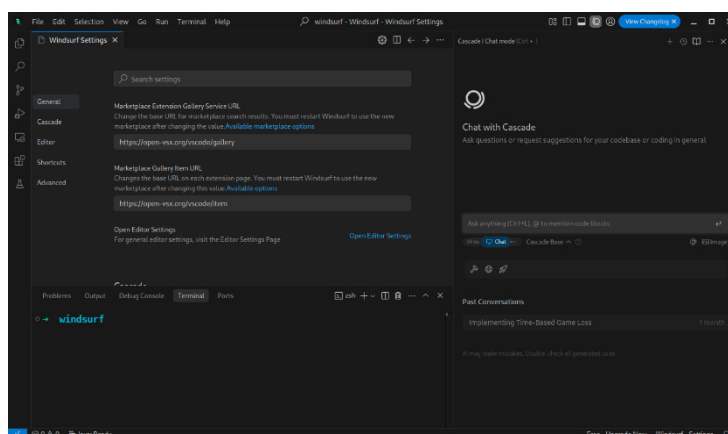 File Edit Selection View Go Run Terminal Help
windsurf - Windsurf - Windsurf Settings
View Changelog
Windsurf Settings
Search settings
General
Cascade
Editor
Shortcuts
Advanced
Marketplace Extension Gallery Service URL
Change the base URL for marketplace search results. You must restart Windsurf to use the new
marketplace after changing the value. Available marketplace options
https://open-vsx.org/vscode/gallery
Marketplace Gallery Item URL
Changes the base URL on each extension page. You must restart Windsurf to use the new
marketplace after changing this value Available options
https://open-vsx.org/vscode/item
Open Editor Settings
For general editor settings, visit the Editor Settings Page
Open Editor Settings
Problems Output Debug Console Terminal Ports
zsh
windsurf
Cascade | Chat mode (Ctrl + .)
Chat with Cascade
Ask questions or request suggestions for your codebase or coding in general
Ask anything (Ctrl+L), @ to mention code blocks
Write Chat Cascade Base
Image
Past Conversations
Implementing Time-Based Game Loss 1 month
AI may make mistakes. Double check all generated code.
Windsurf - Settings